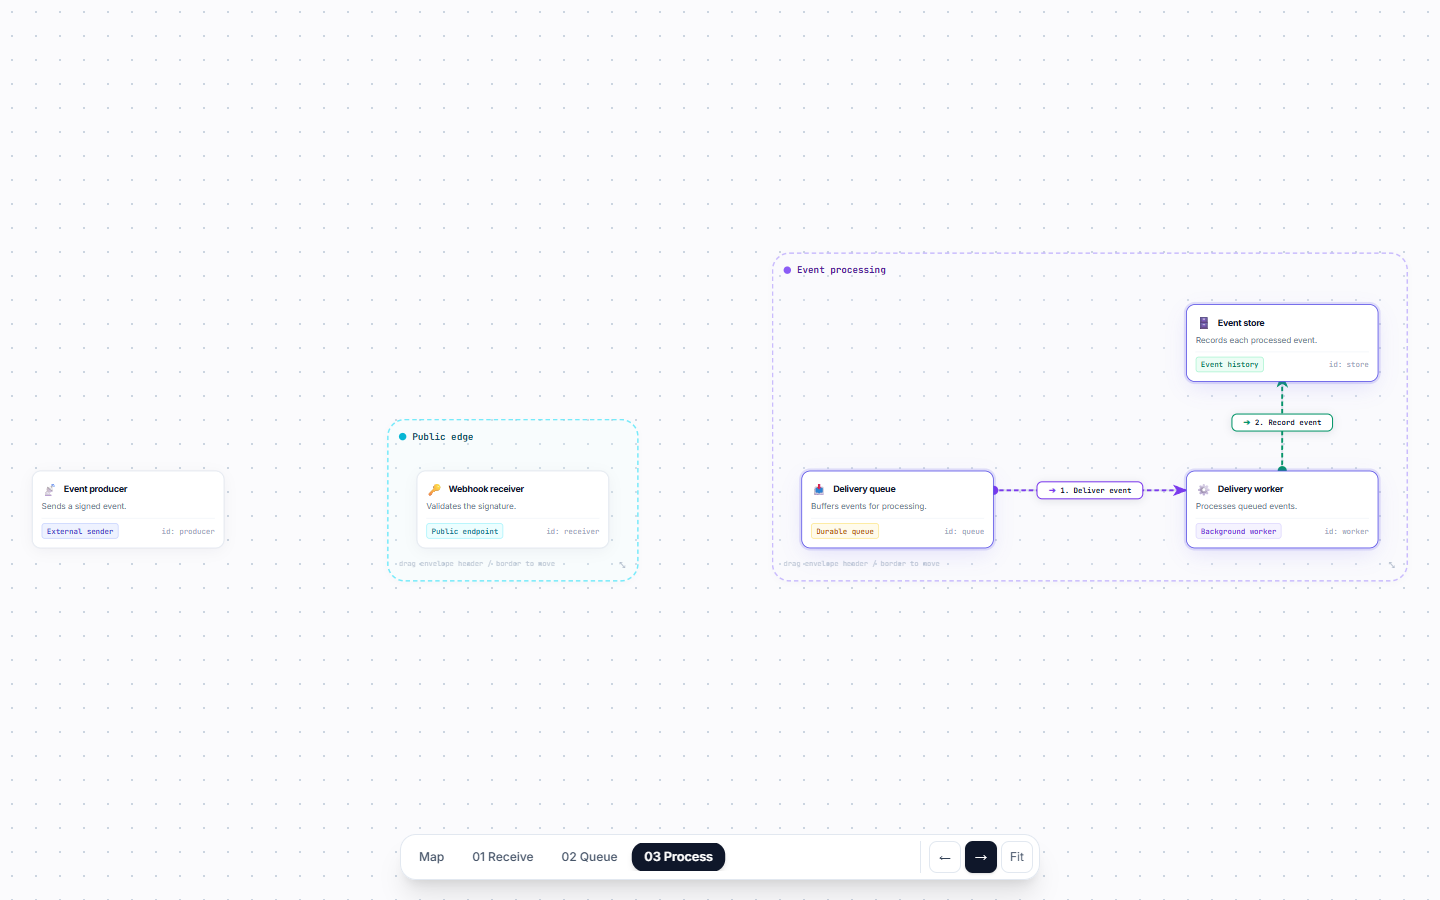 Event processing
Event store
Records each processed event.
Event history
id: store
➔ 2. Record event
Public edge
Event producer
Sends a signed event.
External sender
id: producer
Webhook receiver
Validates the signature.
Public endpoint
id: receiver
drag envelope header / border to move
Delivery queue
Buffers events for processing.
Durable queue
id: queue
➔ 1. Deliver event
Delivery worker
Processes queued events.
Background worker
id: worker
drag envelope header / border to move
Map
01 Receive
02 Queue
03 Process
←
→
Fit